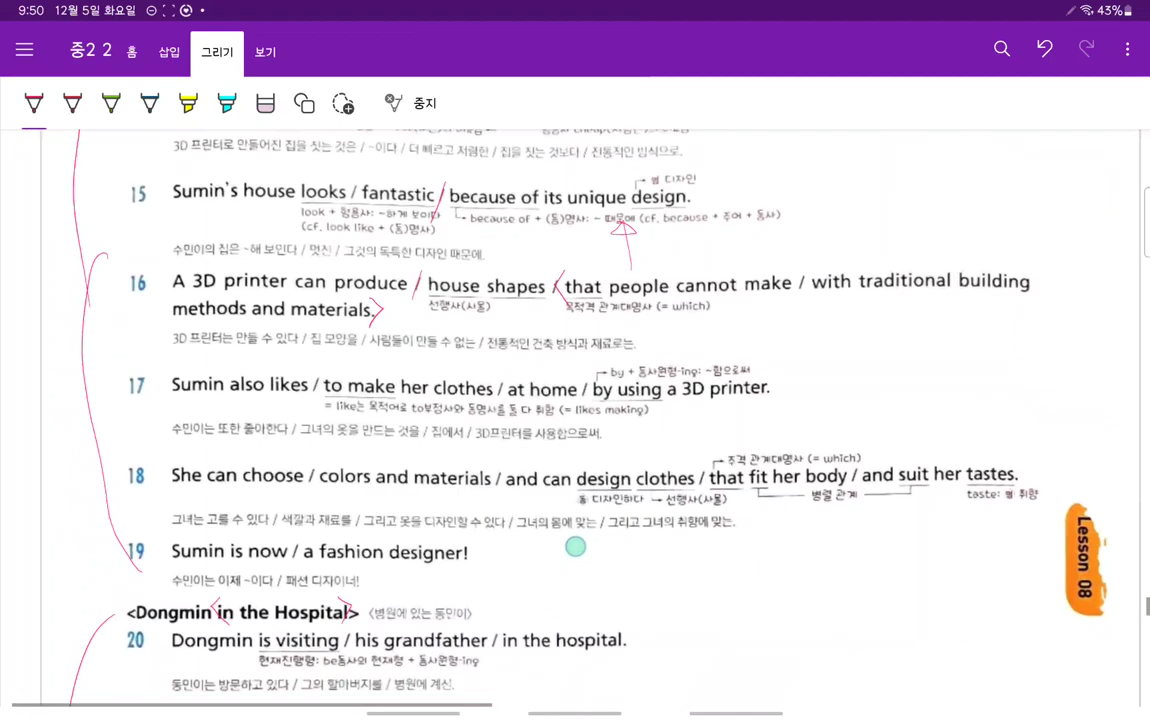 9:50 12월 5일 화요일
43%
중2 2 홈 삽입 그리기 보기
중지
3D 프린터로 만들어진 집을 짓는 것은 / ~이다 / 더 빠르고 저렴한 / 집을 짓는 것보다 / 전통적인 방식으로.
명 디자인
15 Sumin's house looks / fantastic / because of its unique design.
look + 형용사: ~하게 보이다 because of + (동)명사: ~ 때문에 (cf. because + 주어 + 동사)
(cf. look like + (동)명사)
수민이의 집은 ~해 보인다 / 멋진 / 그것의 독특한 디자인 때문에.
16 A 3D printer can produce / house shapes / that people cannot make / with traditional building
선행사(사물) 목적격 관계대명사 (= which)
methods and materials.
3D 프린터는 만들 수 있다 / 집 모양을 / 사람들이 만들 수 없는 / 전통적인 건축 방식과 재료로는.
by + 동사원형-ing: ~함으로써
17 Sumin also likes / to make her clothes / at home / by using a 3D printer.
= like는 목적어로 to부정사와 동명사를 둘 다 취함 (= likes making)
수민이는 또한 좋아한다 / 그녀의 옷을 만드는 것을 / 집에서 / 3D프린터를 사용함으로써.
주격 관계대명사 (= which)
18 She can choose / colors and materials / and can design clothes / that fit her body / and suit her tastes.
동 디자인하다 선행사(사물) 병렬 관계 taste: 명 취향
그녀는 고를 수 있다 / 색깔과 재료를 / 그리고 옷을 디자인할 수 있다 / 그녀의 몸에 맞는 / 그리고 그녀의 취향에 맞는.
19 Sumin is now / a fashion designer!
수민이는 이제 ~이다 / 패션 디자이너!
Lesson 08
<Dongmin in the Hospital> <병원에 있는 동민이>
20 Dongmin is visiting / his grandfather / in the hospital.
현재진행형: be동사의 현재형 + 동사원형-ing
동민이는 방문하고 있다 / 그의 할아버지를 / 병원에 계신.